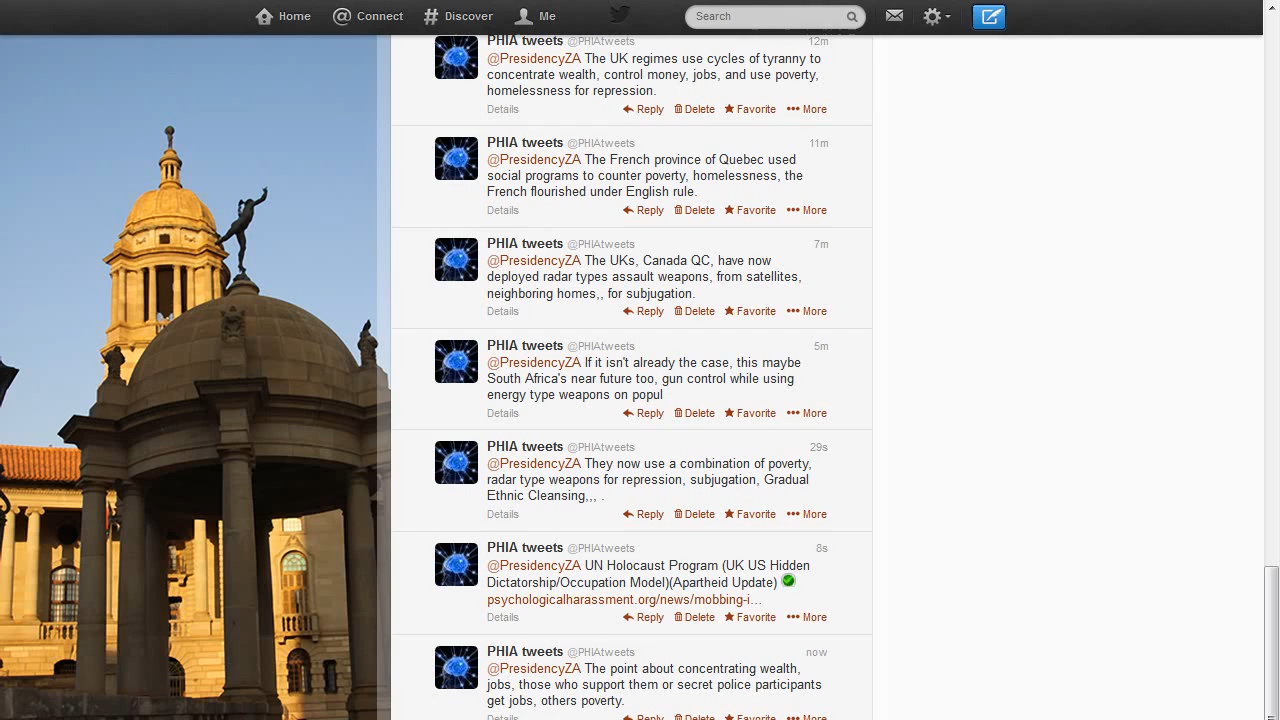 Home Connect Discover Me Search
PHIA tweets @PHIAtweets 12m
@PresidencyZA The UK regimes use cycles of tyranny to
concentrate wealth, control money, jobs, and use poverty,
homelessness for repression.
Details Reply Delete Favorite More
PHIA tweets @PHIAtweets 11m
@PresidencyZA The French province of Quebec used
social programs to counter poverty, homelessness, the
French flourished under English rule.
Details Reply Delete Favorite More
PHIA tweets @PHIAtweets 7m
@PresidencyZA The UKs, Canada QC, have now
deployed radar types assault weapons, from satellites,
neighboring homes,, for subjugation.
Details Reply Delete Favorite More
PHIA tweets @PHIAtweets 5m
@PresidencyZA If it isn't already the case, this maybe
South Africa's near future too, gun control while using
energy type weapons on popul
Details Reply Delete Favorite More
PHIA tweets @PHIAtweets 29s
@PresidencyZA They now use a combination of poverty,
radar type weapons for repression, subjugation, Gradual
Ethnic Cleansing,,, .
Details Reply Delete Favorite More
PHIA tweets @PHIAtweets 8s
@PresidencyZA UN Holocaust Program (UK US Hidden
Dictatorship/Occupation Model)(Apartheid Update)
psychologicalharassment.org/news/mobbing-i...
Details Reply Delete Favorite More
PHIA tweets @PHIAtweets now
@PresidencyZA The point about concentrating wealth,
jobs, those who support them or secret police participants
get jobs, others poverty.
Details Reply Delete Favorite More